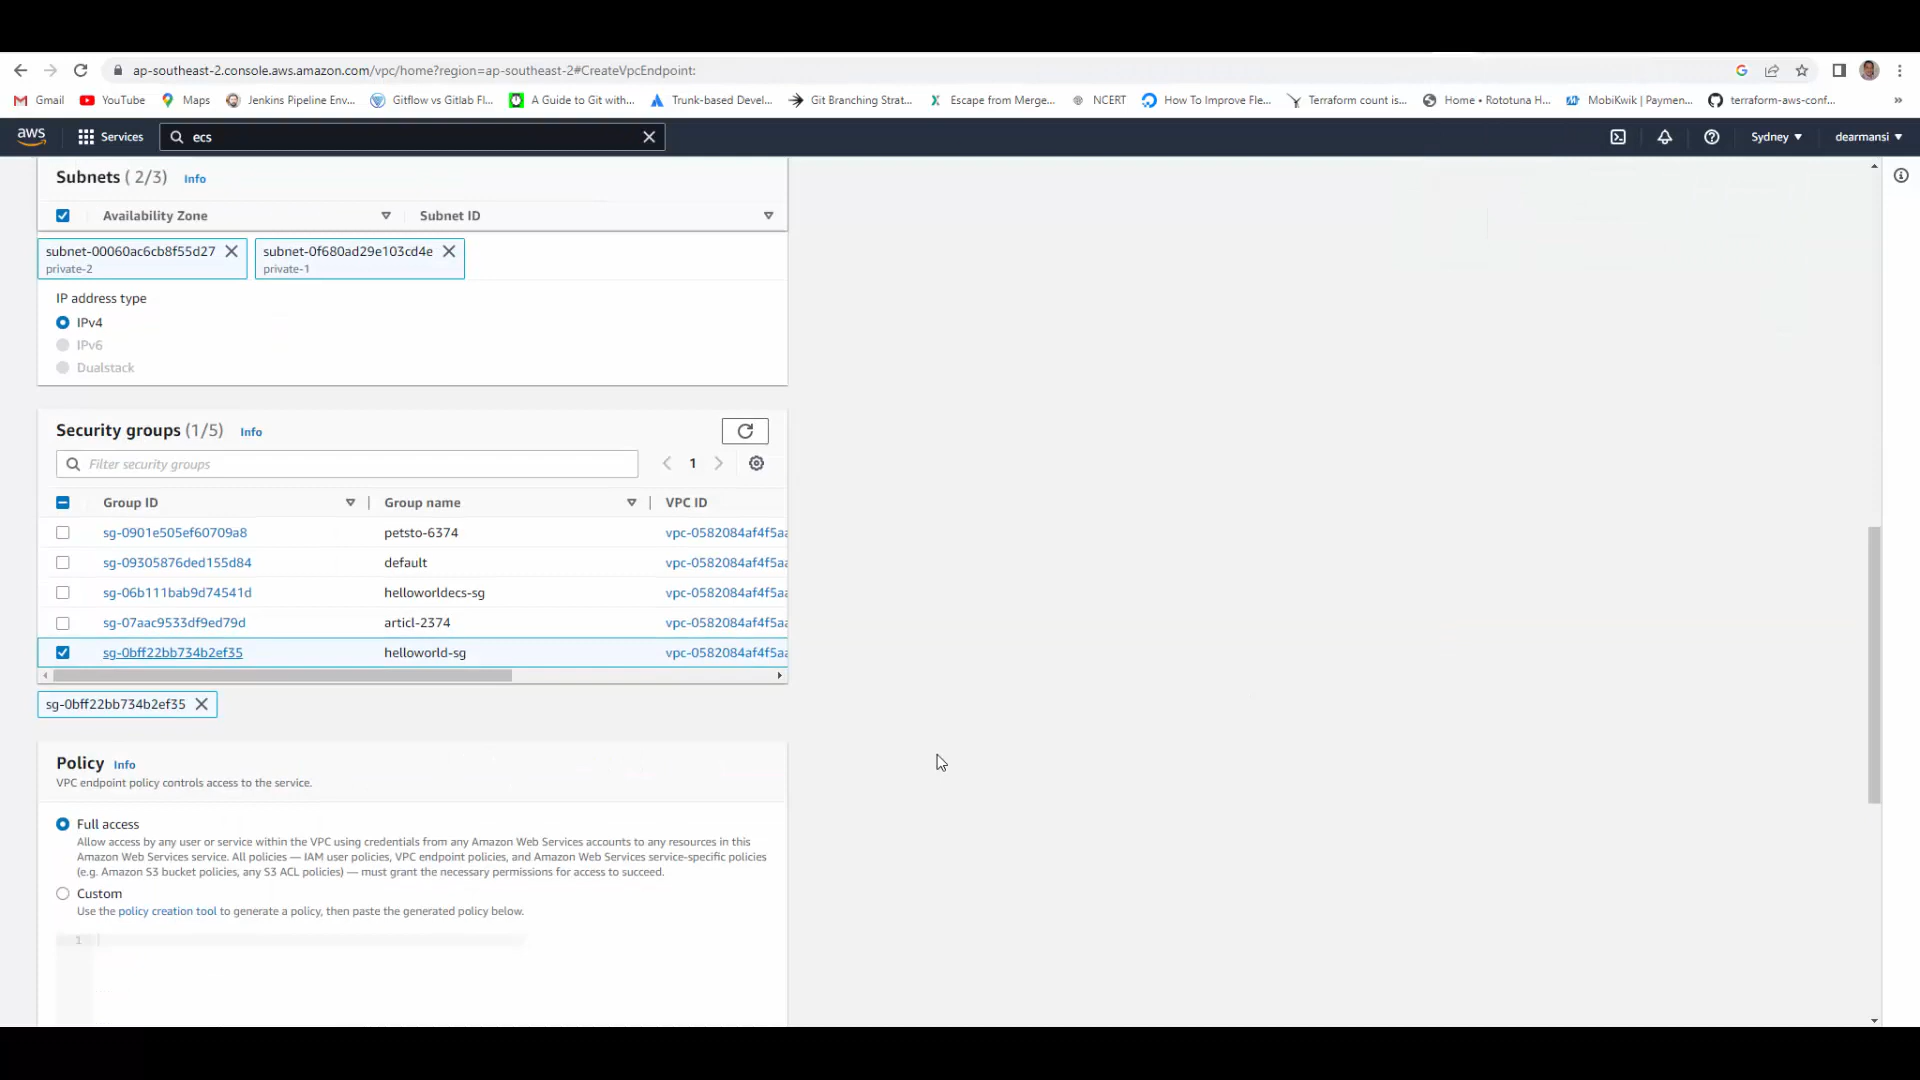 ap-southeast-2.console.aws.amazon.com/vpc/home?region=ap-southeast-2#CreateVpcEndpoint:
Gmail YouTube Maps Jenkins Pipeline Env... Gitflow vs Gitlab Fl... A Guide to Git with... Trunk-based Devel... Git Branching Strat... Escape from Merge... NCERT How To Improve Fle... Terraform count is... Home • Rototuna H... MobiKwik | Paymen... terraform-aws-conf... »
aws Services ecs Sydney dearmansi
Subnets ( 2/3) Info
Availability Zone Subnet ID
subnet-00060ac6cb8f55d27 subnet-0f680ad29e103cd4e
private-2 private-1
IP address type
IPv4
IPv6
Dualstack
Security groups (1/5) Info
Filter security groups 1
Group ID Group name VPC ID
sg-0901e505ef60709a8 petsto-6374 vpc-0582084af4f5aa
sg-09305876ded155d84 default vpc-0582084af4f5aa
sg-06b111bab9d74541d helloworldecs-sg vpc-0582084af4f5aa
sg-07aac9533df9ed79d articl-2374 vpc-0582084af4f5aa
sg-0bff22bb734b2ef35 helloworld-sg vpc-0582084af4f5aa
sg-0bff22bb734b2ef35
Policy Info
VPC endpoint policy controls access to the service.
Full access
Allow access by any user or service within the VPC using credentials from any Amazon Web Services accounts to any resources in this
Amazon Web Services service. All policies — IAM user policies, VPC endpoint policies, and Amazon Web Services service-specific policies
(e.g. Amazon S3 bucket policies, any S3 ACL policies) — must grant the necessary permissions for access to succeed.
Custom
Use the policy creation tool to generate a policy, then paste the generated policy below.
1